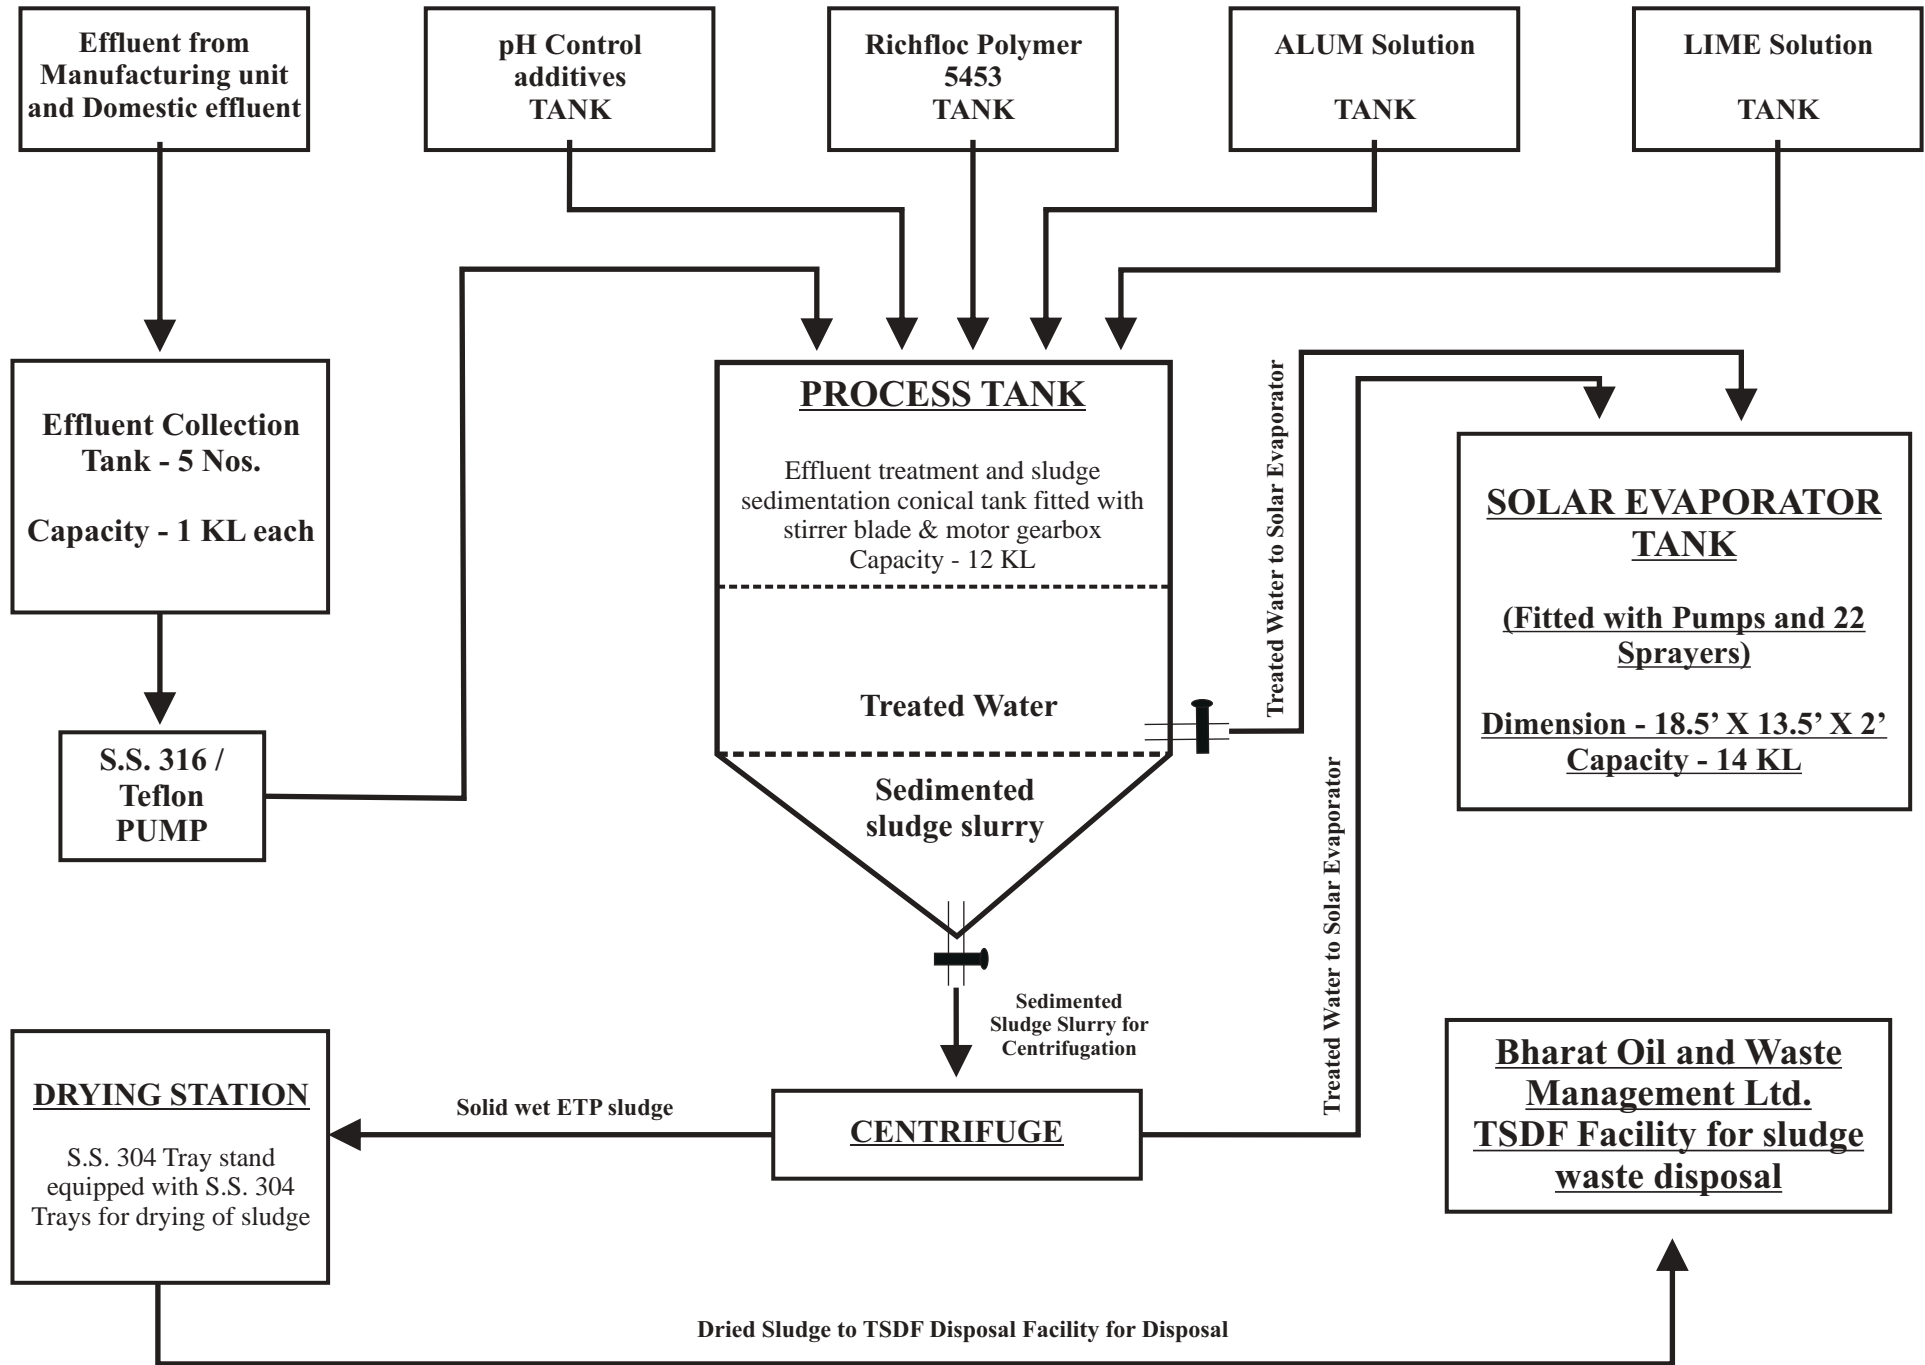 Effluent from
Manufacturing unit
and Domestic effluent
pH Control
additives
TANK
Richfloc Polymer
5453
TANK
ALUM Solution
TANK
LIME Solution
TANK
Effluent Collection
Tank - 5 Nos.
Capacity - 1 KL each
S.S. 316 /
Teflon
PUMP
PROCESS TANK
Effluent treatment and sludge
sedimentation conical tank fitted with
stirrer blade & motor gearbox
Capacity - 12 KL
Treated Water
Sedimented
sludge slurry
Treated Water to Solar Evaporator
Treated Water to Solar Evaporator
SOLAR EVAPORATOR
TANK
(Fitted with Pumps and 22
Sprayers)
Dimension - 18.5’ X 13.5’ X 2’
Capacity - 14 KL
Sedimented
Sludge Slurry for
Centrifugation
CENTRIFUGE
Solid wet ETP sludge
DRYING STATION
S.S. 304 Tray stand
equipped with S.S. 304
Trays for drying of sludge
Bharat Oil and Waste
Management Ltd.
TSDF Facility for sludge
waste disposal
Dried Sludge to TSDF Disposal Facility for Disposal